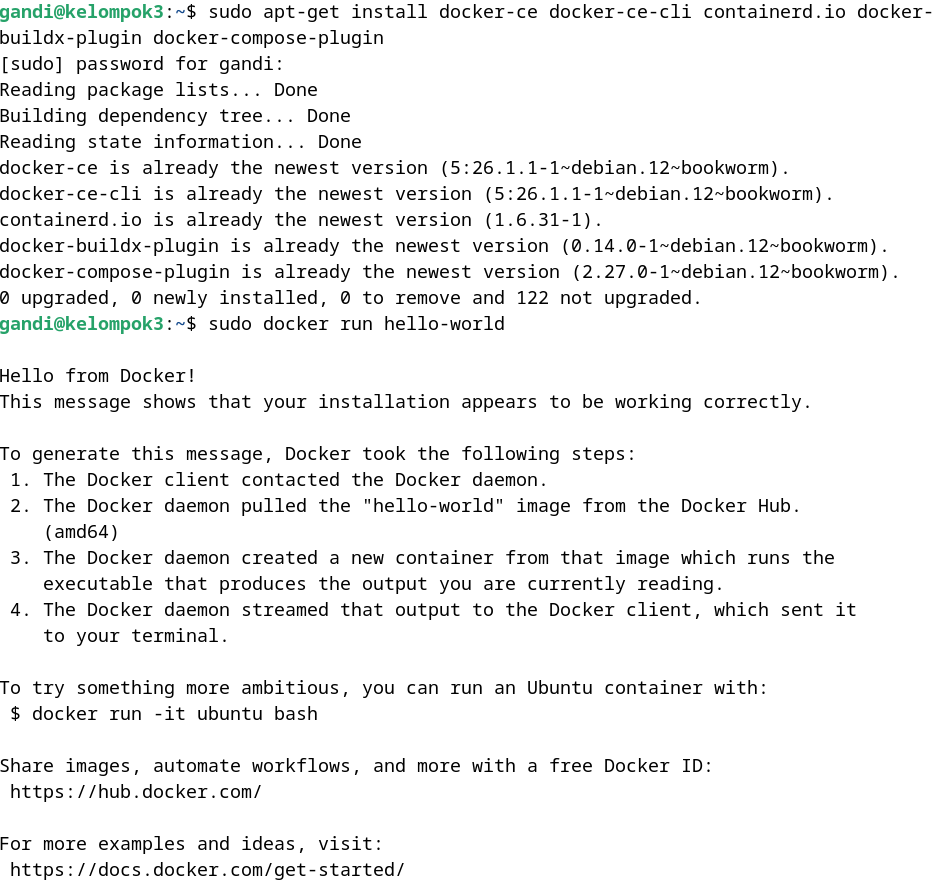 gandi@kelompok3:~$ sudo apt-get install docker-ce docker-ce-cli containerd.io docker-
buildx-plugin docker-compose-plugin
[sudo] password for gandi:
Reading package lists... Done
Building dependency tree... Done
Reading state information... Done
docker-ce is already the newest version (5:26.1.1-1~debian.12~bookworm).
docker-ce-cli is already the newest version (5:26.1.1-1~debian.12~bookworm).
containerd.io is already the newest version (1.6.31-1).
docker-buildx-plugin is already the newest version (0.14.0-1~debian.12~bookworm).
docker-compose-plugin is already the newest version (2.27.0-1~debian.12~bookworm).
0 upgraded, 0 newly installed, 0 to remove and 122 not upgraded.
gandi@kelompok3:~$ sudo docker run hello-world

Hello from Docker!
This message shows that your installation appears to be working correctly.

To generate this message, Docker took the following steps:
 1. The Docker client contacted the Docker daemon.
 2. The Docker daemon pulled the "hello-world" image from the Docker Hub.
    (amd64)
 3. The Docker daemon created a new container from that image which runs the
    executable that produces the output you are currently reading.
 4. The Docker daemon streamed that output to the Docker client, which sent it
    to your terminal.

To try something more ambitious, you can run an Ubuntu container with:
 $ docker run -it ubuntu bash

Share images, automate workflows, and more with a free Docker ID:
 https://hub.docker.com/

For more examples and ideas, visit:
 https://docs.docker.com/get-started/